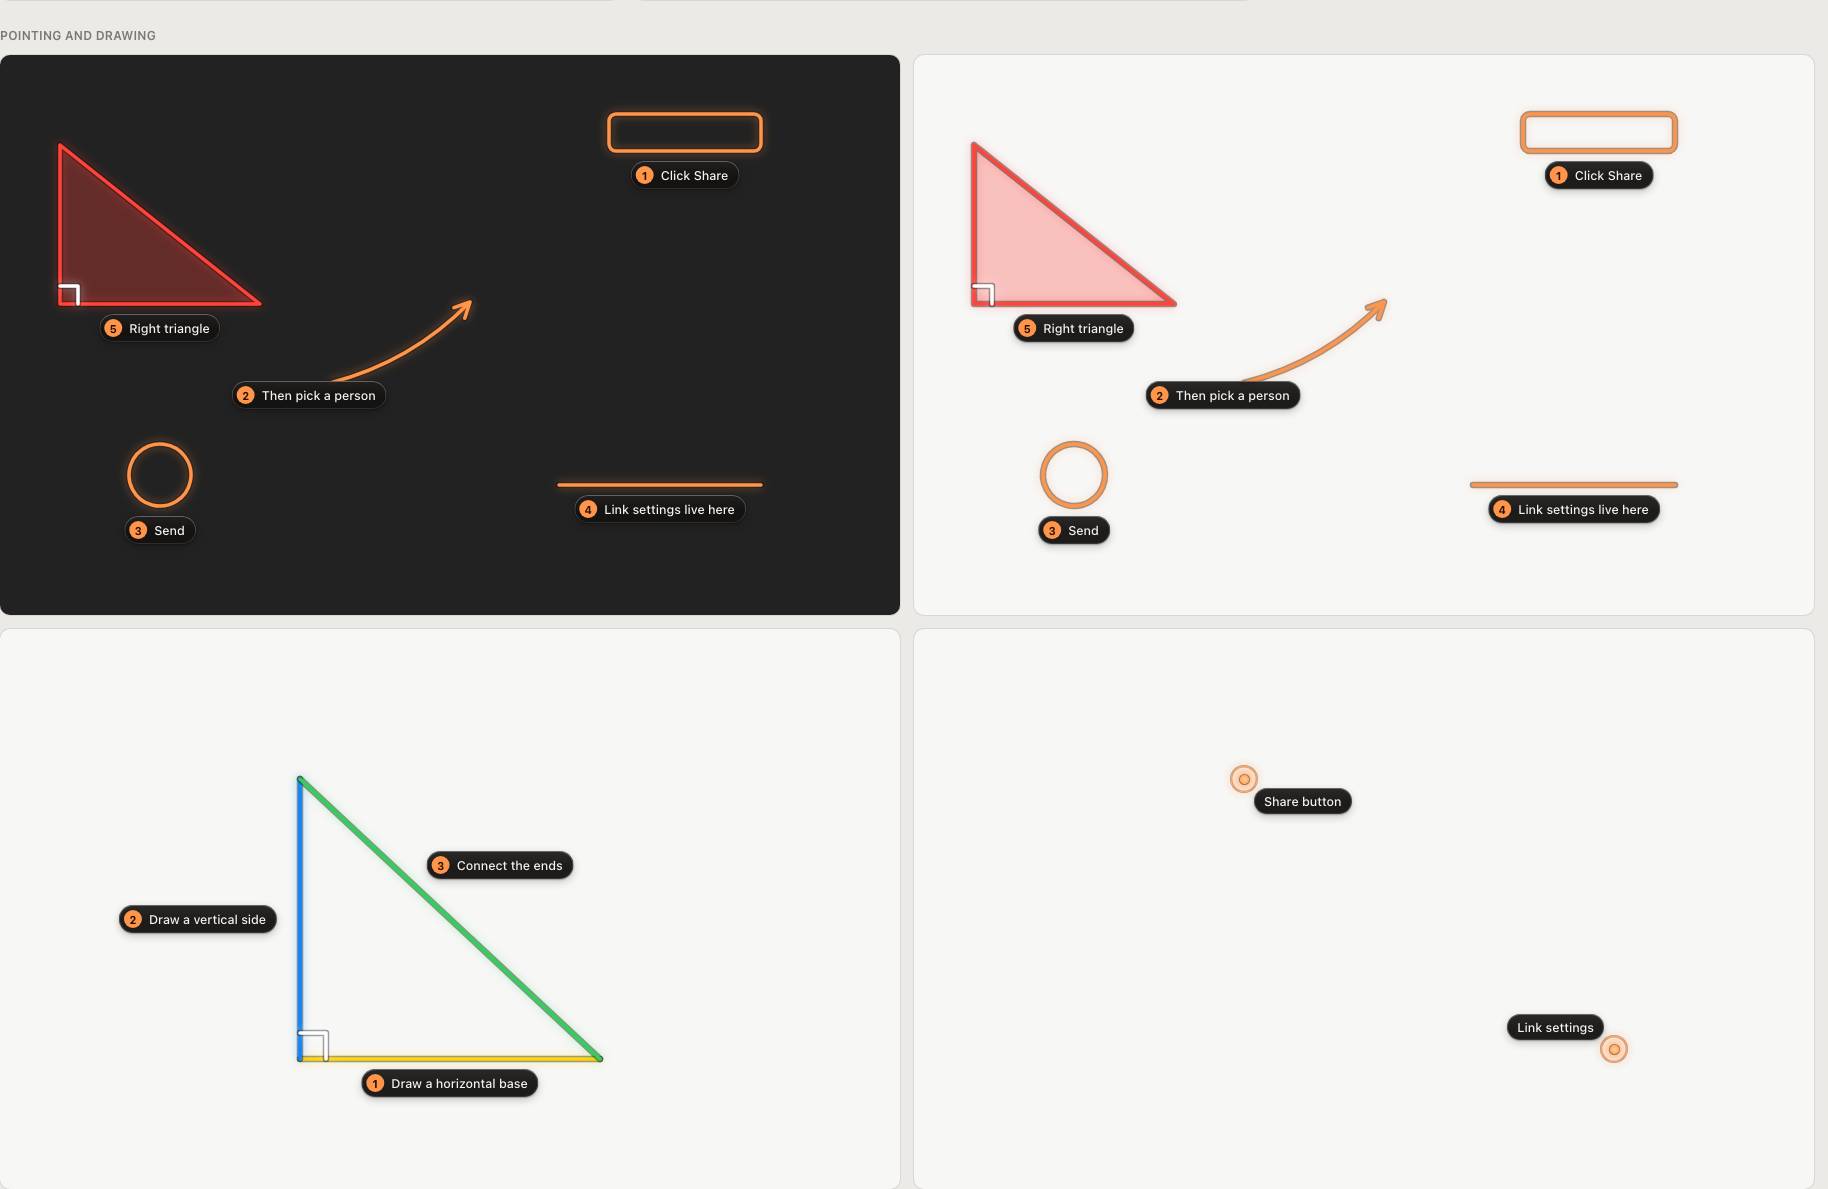 POINTING AND DRAWING
1 Click Share
5 Right triangle
2 Then pick a person
3 Send
4 Link settings live here
1 Click Share
5 Right triangle
2 Then pick a person
3 Send
4 Link settings live here
3 Connect the ends
2 Draw a vertical side
1 Draw a horizontal base
Share button
Link settings